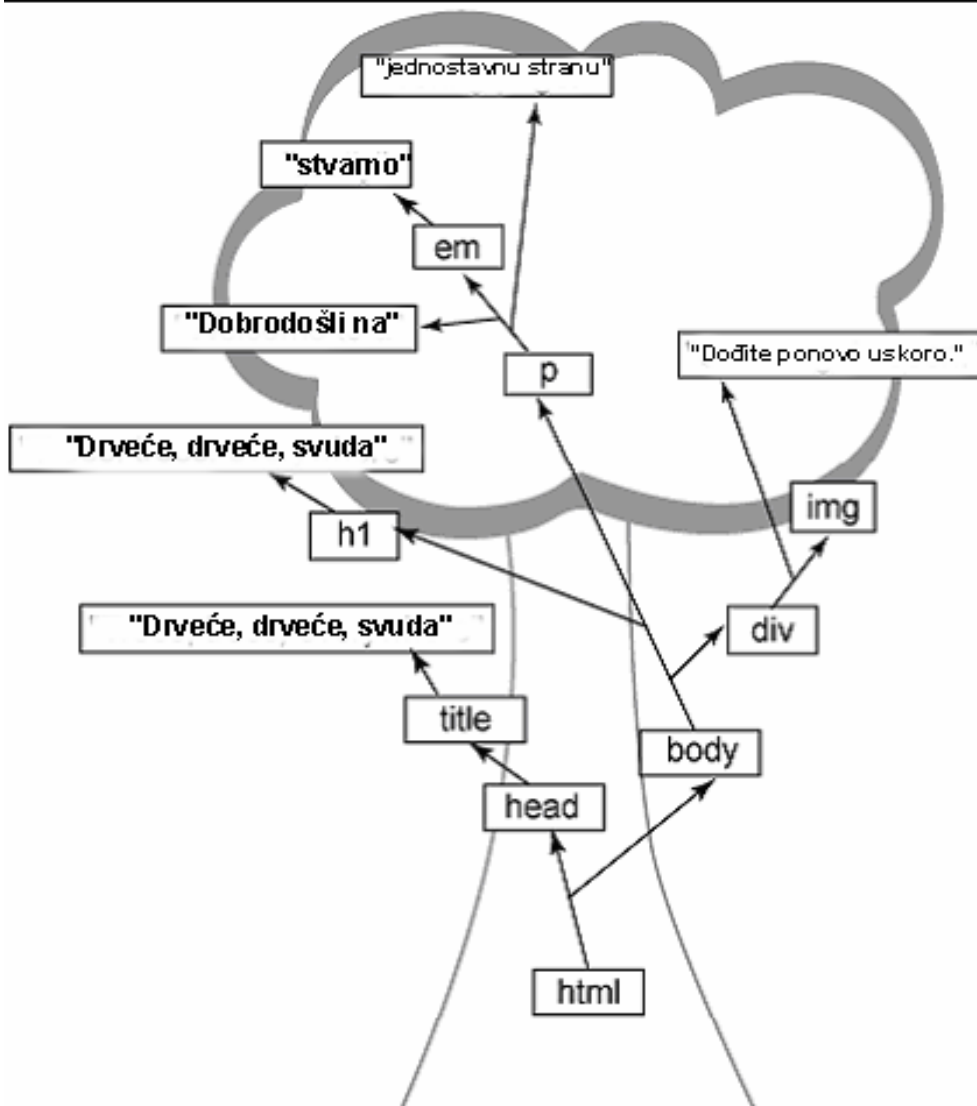 "jednostavnu stranu"
"stvarno"
em
"Dobrodošli na"
p
"Dođite ponovo uskoro."
"Drveće, drveće, svuda"
img
h1
"Drveće, drveće, svuda"
div
title
body
head
html